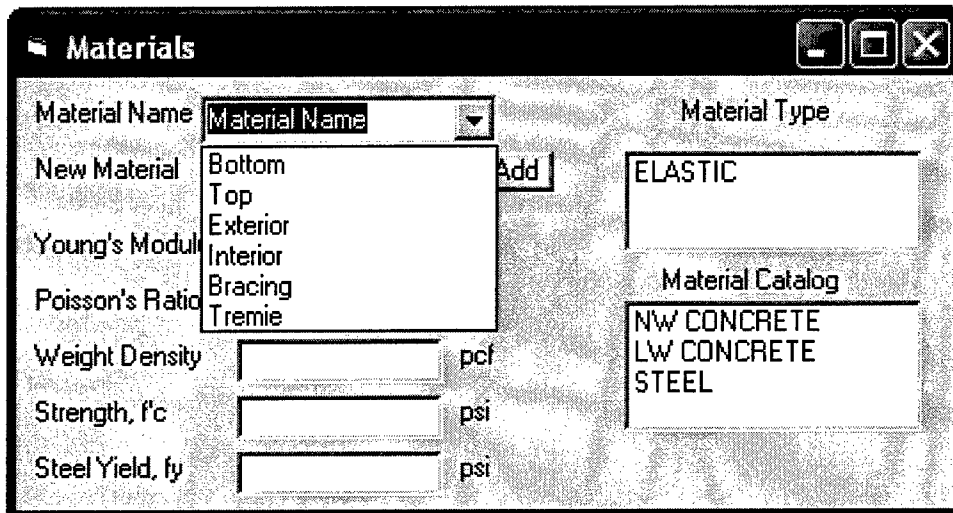 Materials
Material Name Material Name
Material Type
New Material Add
Bottom
Top
Exterior
Interior
Bracing
Tremie
ELASTIC
Young's Modul
Poisson's Ratio
Material Catalog
NW CONCRETE
LW CONCRETE
STEEL
Weight Density pcf
Strength, f'c psi
Steel Yield, fy psi